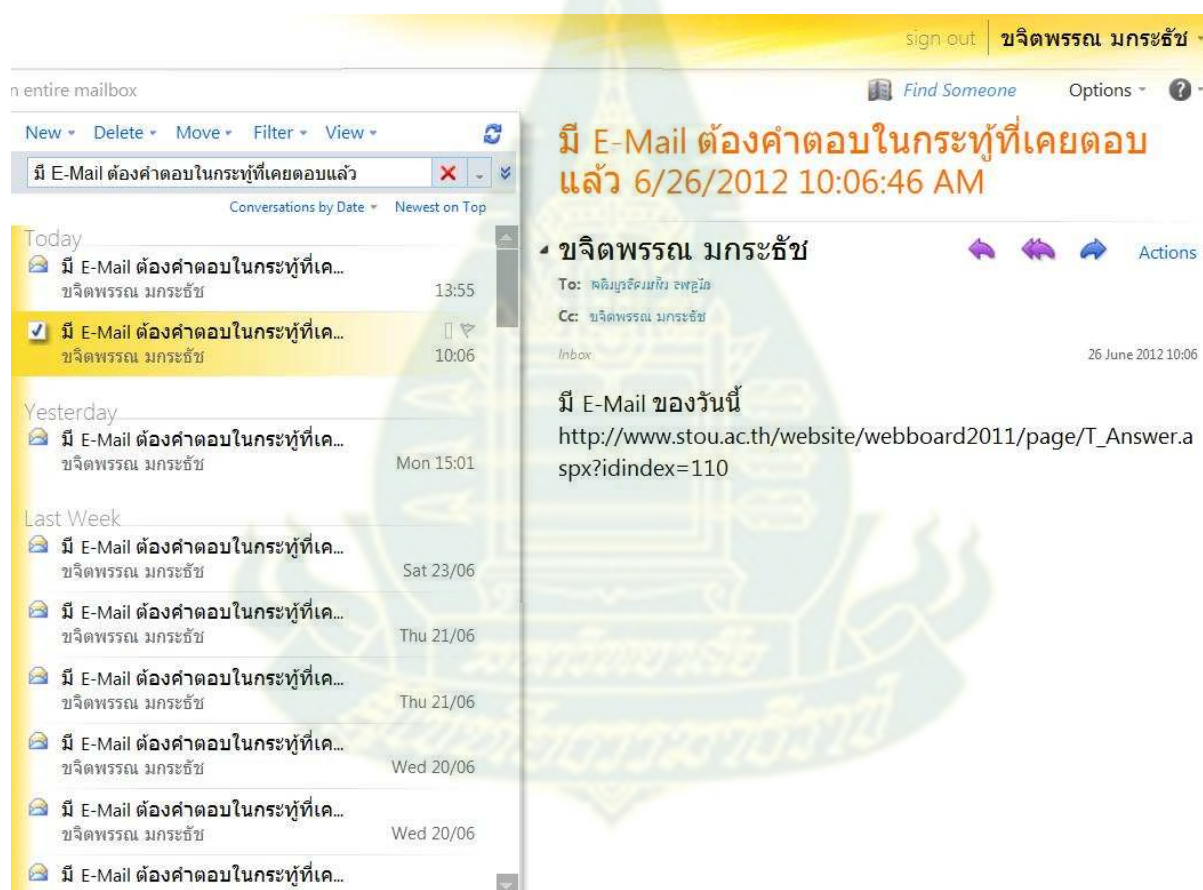 sign out ขจิตพรรณ มกระธัช
n entire mailbox
Find Someone Options
New Delete Move Filter View
มี E-Mail ต้องคำตอบในกระทู้ที่เคยตอบแล้ว
Conversations by Date Newest on Top
Today
มี E-Mail ต้องคำตอบในกระทู้ที่เค...
ขจิตพรรณ มกระธัช 13:55
มี E-Mail ต้องคำตอบในกระทู้ที่เค...
ขจิตพรรณ มกระธัช 10:06
Yesterday
มี E-Mail ต้องคำตอบในกระทู้ที่เค...
ขจิตพรรณ มกระธัช Mon 15:01
Last Week
มี E-Mail ต้องคำตอบในกระทู้ที่เค...
ขจิตพรรณ มกระธัช Sat 23/06
มี E-Mail ต้องคำตอบในกระทู้ที่เค...
ขจิตพรรณ มกระธัช Thu 21/06
มี E-Mail ต้องคำตอบในกระทู้ที่เค...
ขจิตพรรณ มกระธัช Thu 21/06
มี E-Mail ต้องคำตอบในกระทู้ที่เค...
ขจิตพรรณ มกระธัช Wed 20/06
มี E-Mail ต้องคำตอบในกระทู้ที่เค...
ขจิตพรรณ มกระธัช Wed 20/06
มี E-Mail ต้องคำตอบในกระทู้ที่เค...
มี E-Mail ต้องคำตอบในกระทู้ที่เคยตอบ
แล้ว 6/26/2012 10:06:46 AM
ขจิตพรรณ มกระธัช Actions
To:
Cc: ขจิตพรรณ มกระธัช
Inbox 26 June 2012 10:06
มี E-Mail ของวันนี้
http://www.stou.ac.th/website/webboard2011/page/T_Answer.a
spx?idindex=110